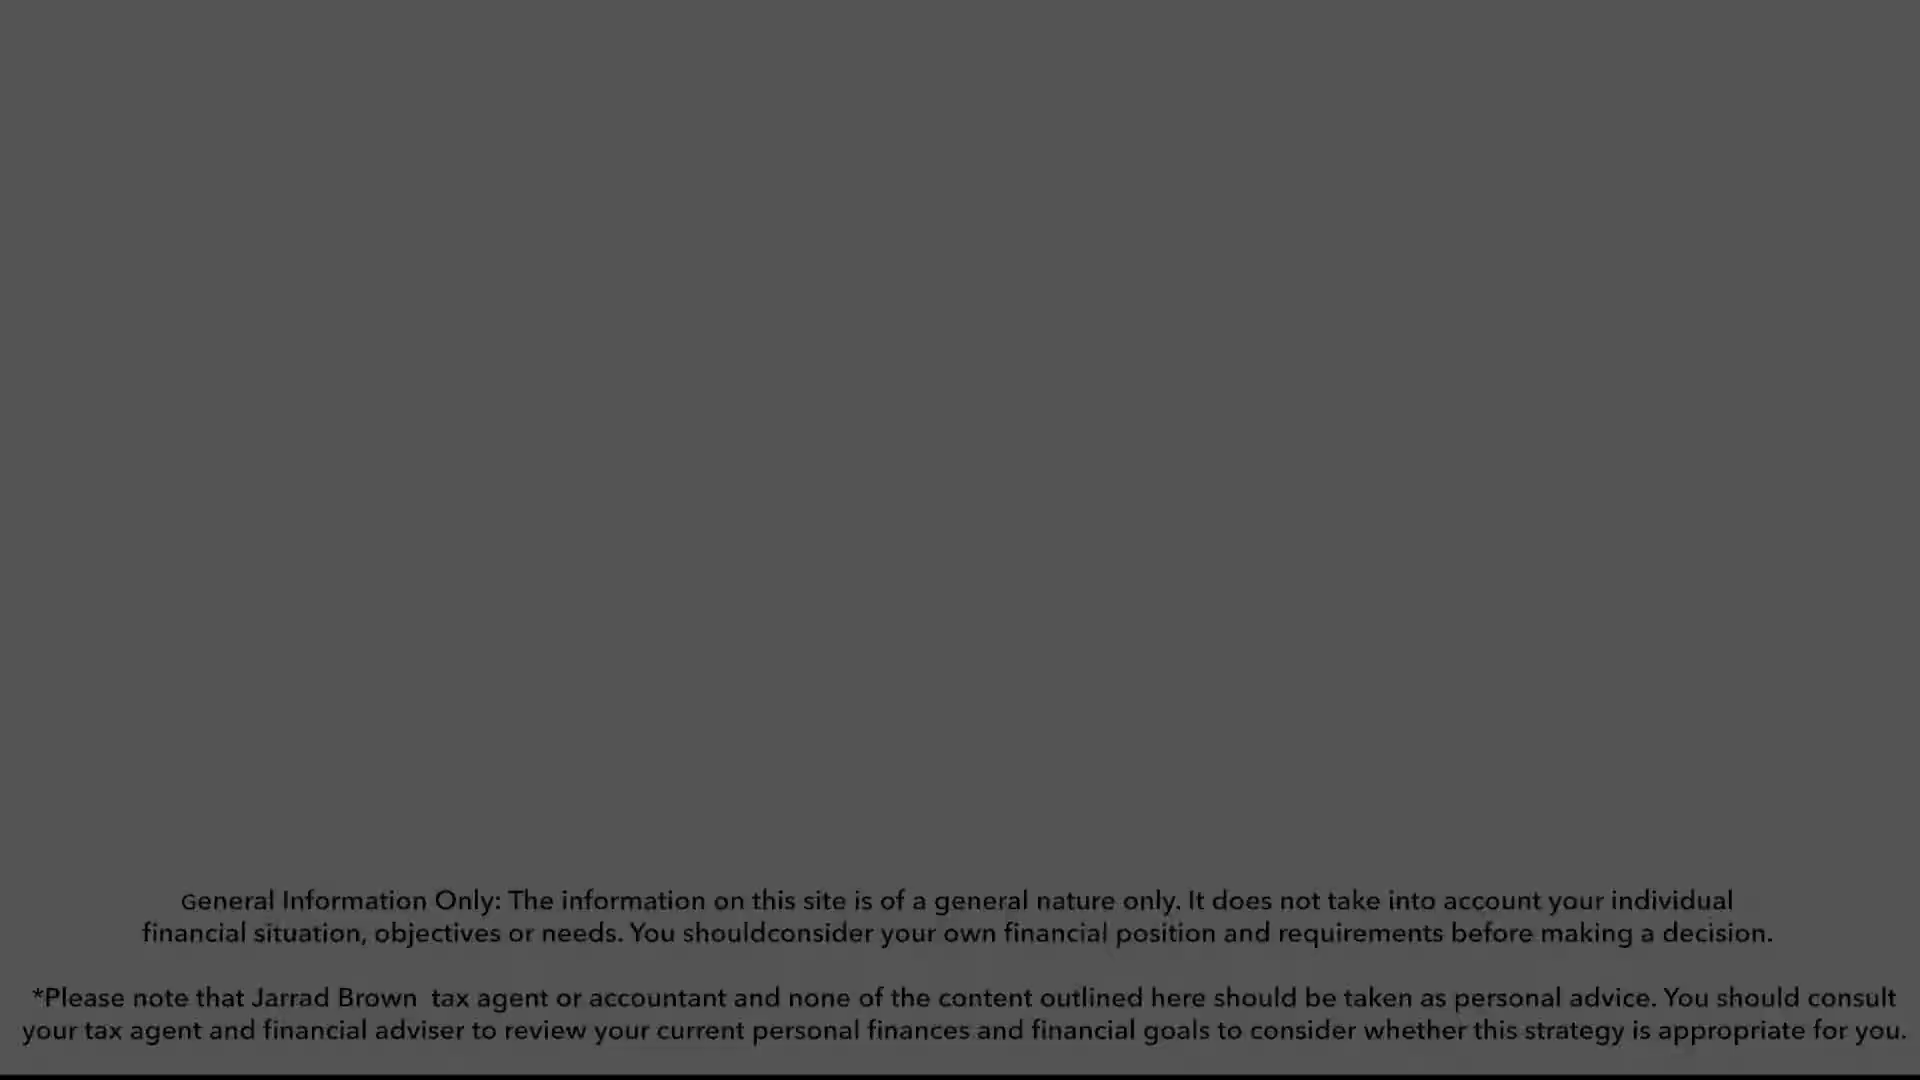 General Information Only: The information on this site is of a general nature only. It does not take into account your individual
financial situation, objectives or needs. You shouldconsider your own financial position and requirements before making a decision.
*Please note that Jarrad Brown  tax agent or accountant and none of the content outlined here should be taken as personal advice. You should consult
your tax agent and financial adviser to review your current personal finances and financial goals to consider whether this strategy is appropriate for you.